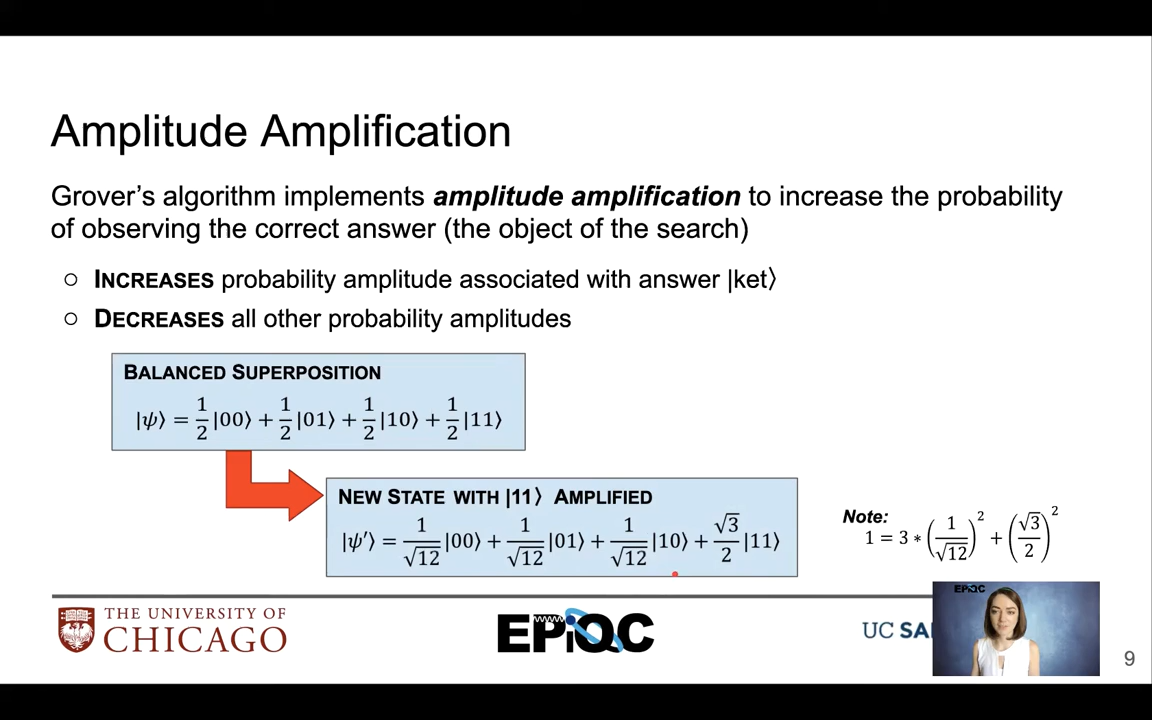 Amplitude Amplification
Grover's algorithm implements amplitude amplification to increase the probability
of observing the correct answer (the object of the search)
○ INCREASES probability amplitude associated with answer |ket⟩
○ DECREASES all other probability amplitudes
BALANCED SUPERPOSITION
|ψ⟩ = 1/2|00⟩ + 1/2|01⟩ + 1/2|10⟩ + 1/2|11⟩
NEW STATE WITH |11⟩ AMPLIFIED
|ψ′⟩ = 1/√12|00⟩ + 1/√12|01⟩ + 1/√12|10⟩ + √3/2|11⟩
Note:
1 = 3 * (1/√12)² + (√3/2)²
THE UNIVERSITY OF
CHICAGO
EPiQC
UC SA
EPiQC
9